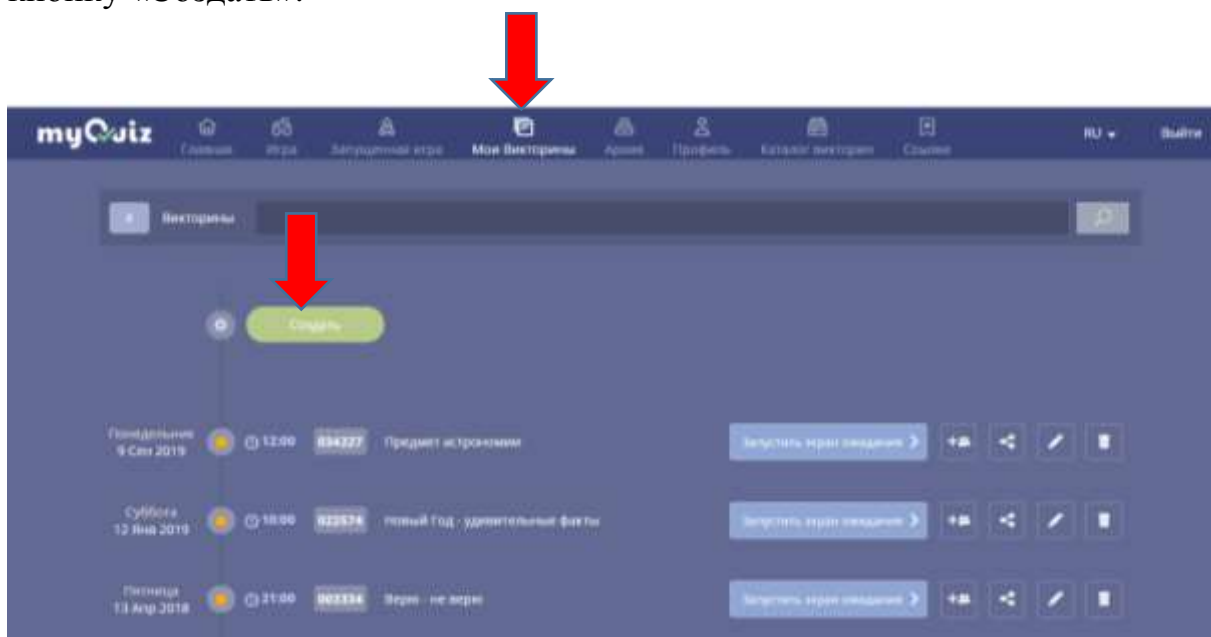 кнопку «Создать».
myQuiz Главная Игра Запущенная игра Мои Викторины Архив Профиль Каталог викторин Ссылки RU Выйти
Викторины
Создать
Понедельник
9 Сен 2019 12:00 034327 Предмет астрономии Запустить экран ожидания
Суббота
12 Янв 2019 10:00 022574 Новый Год - удивительные факты Запустить экран ожидания
Пятница
13 Апр 2018 21:00 003334 Верю - не верю Запустить экран ожидания